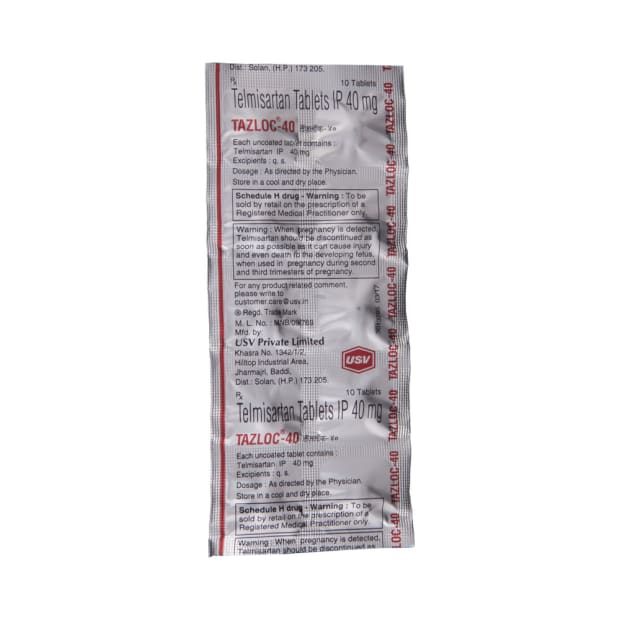 Dist.: Solan, (H.P.) 173 205.
Rx
10 Tablets
Telmisartan Tablets IP 40 mg
TAZLOC®-40
Each uncoated tablet contains :
Telmisartan IP 40 mg
Excipients : q. s.
Dosage : As directed by the Physician.
Store in a cool and dry place.
Schedule H drug - Warning : To be
sold by retail on the prescription of a
Registered Medical Practitioner only.
Warning : When pregnancy is detected,
Telmisartan should be discontinued as
soon as possible as it can cause injury
and even death to the developing fetus,
when used in pregnancy during second
and third trimesters of pregnancy.
For any product related comment,
please write to
customer.care@usv.in
® Regd. Trade Mark
M. L. No. :
Mfd. by:
USV Private Limited
Khasra No. 1342/1/2,
Hilltop Industrial Area,
Jharmajri, Baddi,
Dist.: Solan, (H.P.) 173 205.
USV
Rx
10 Tablets
Telmisartan Tablets IP 40 mg
TAZLOC®-40
Each uncoated tablet contains :
Telmisartan IP 40 mg
Excipients : q. s.
Dosage : As directed by the Physician.
Store in a cool and dry place.
Schedule H drug - Warning : To be
sold by retail on the prescription of a
Registered Medical Practitioner only.
Warning : When pregnancy is detected,
Telmisartan should be discontinued as
TAZLOC-40 TAZLOC-40 TAZLOC-40 TAZLOC-40 TAZLOC-40 TAZLOC-40